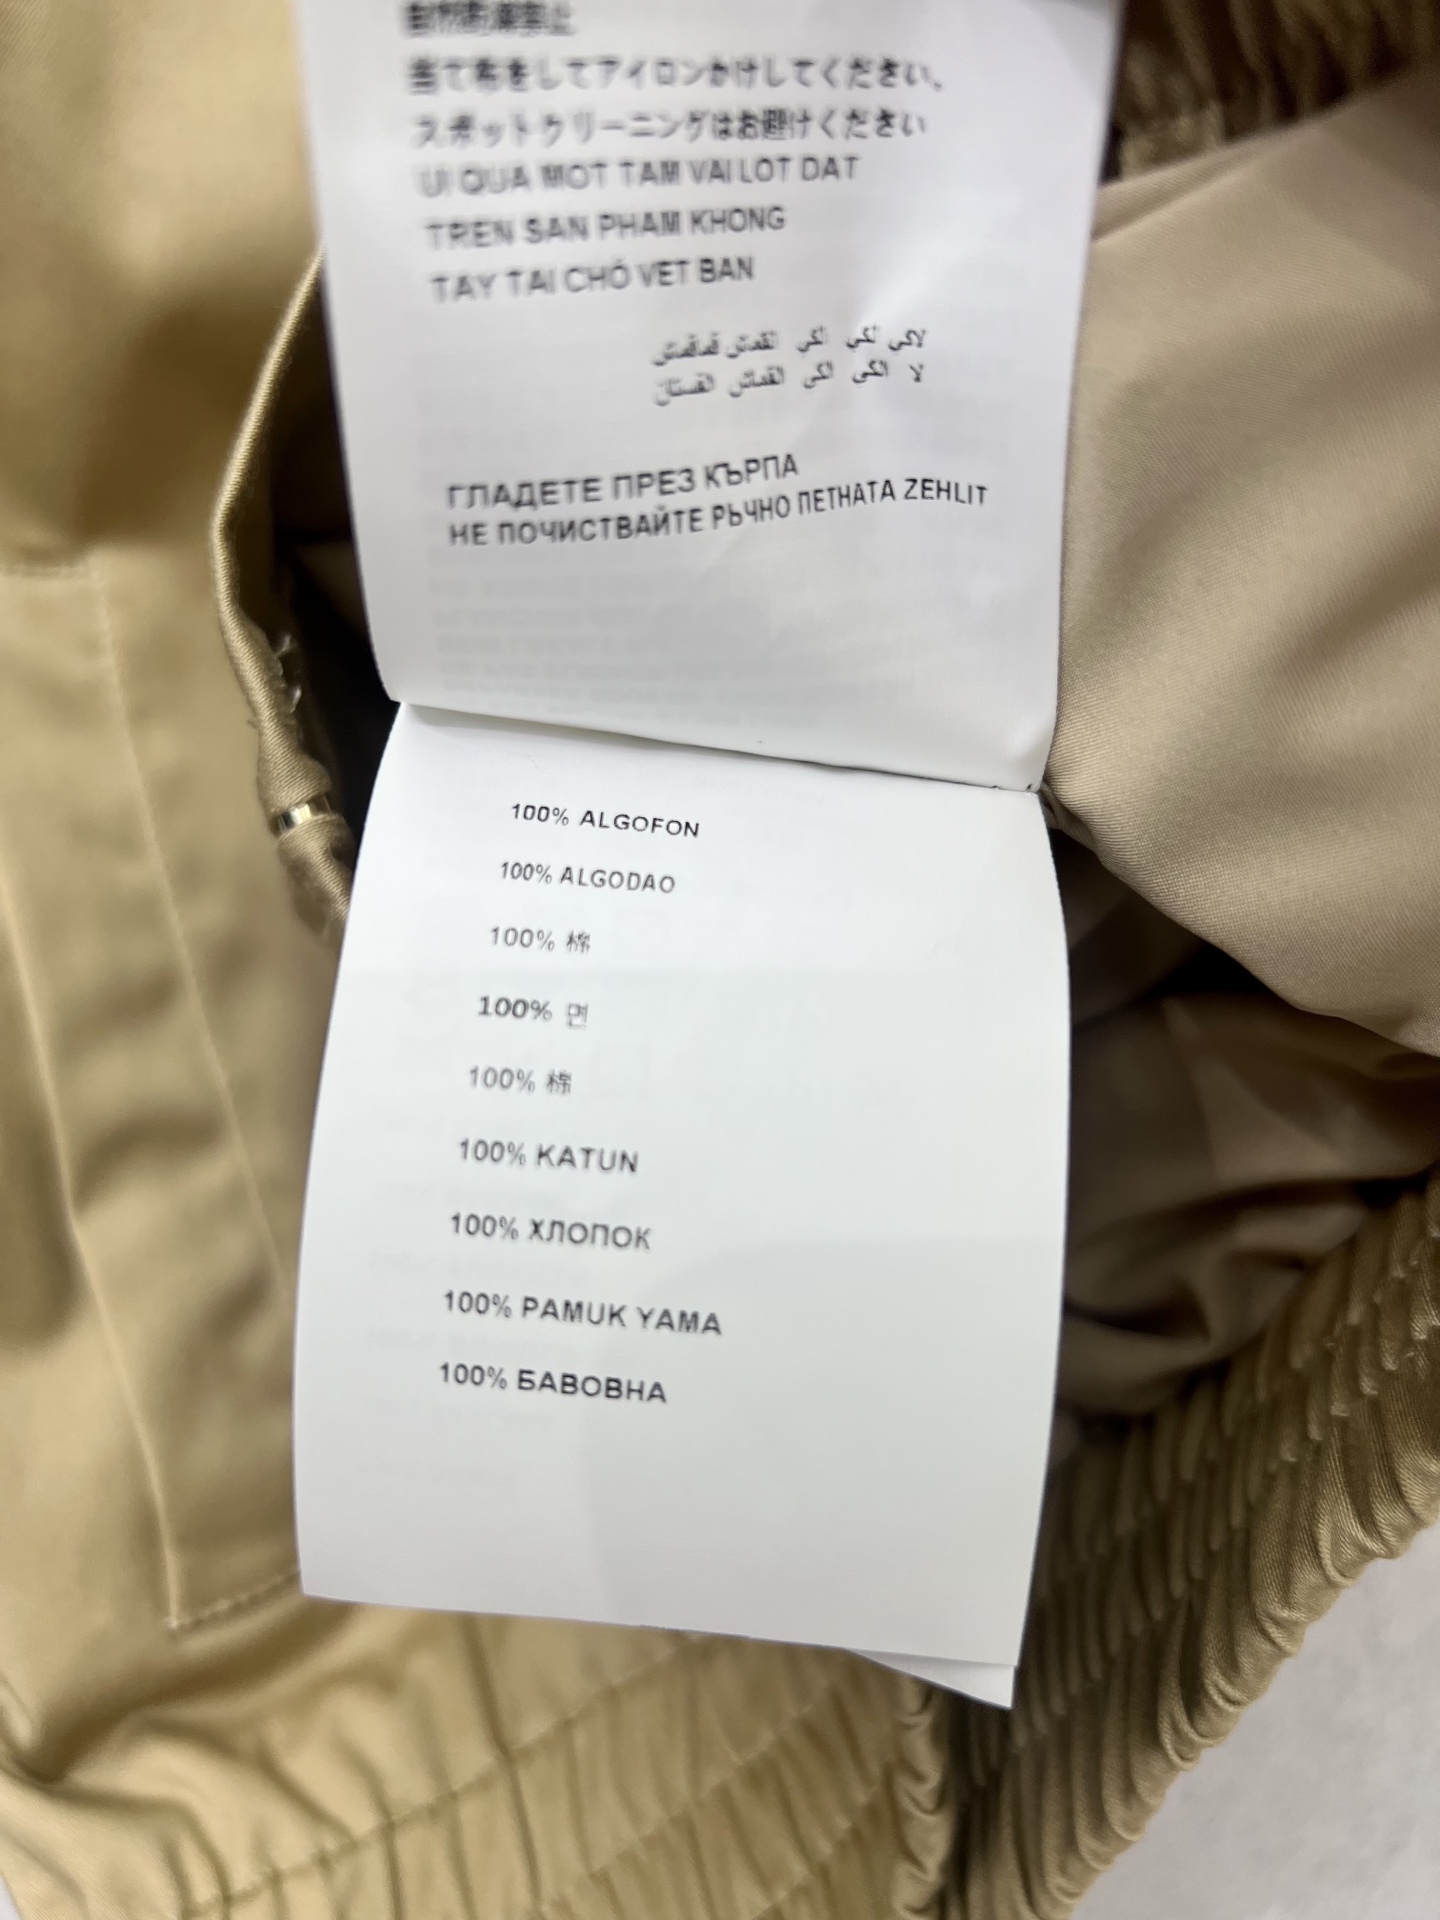 当て布をしてアイロンかけしてください。
スポットクリーニングはお避けください
UI QUA MOT TAM VAI LOT DAT
TREN SAN PHAM KHONG
TAY TAI CHÓ VET BAN
ГЛАДЕТЕ ПРЕЗ КЪРПА
НЕ ПОЧИСТВАЙТЕ РЬЧНО ПЕТНАТА ZEHLIT
100% ALGOFON
100% ALGODAO
100% 棉
100% 면
100% 棉
100% KATUN
100% ХЛОПОК
100% PAMUK YAMA
100% БАВОВНА